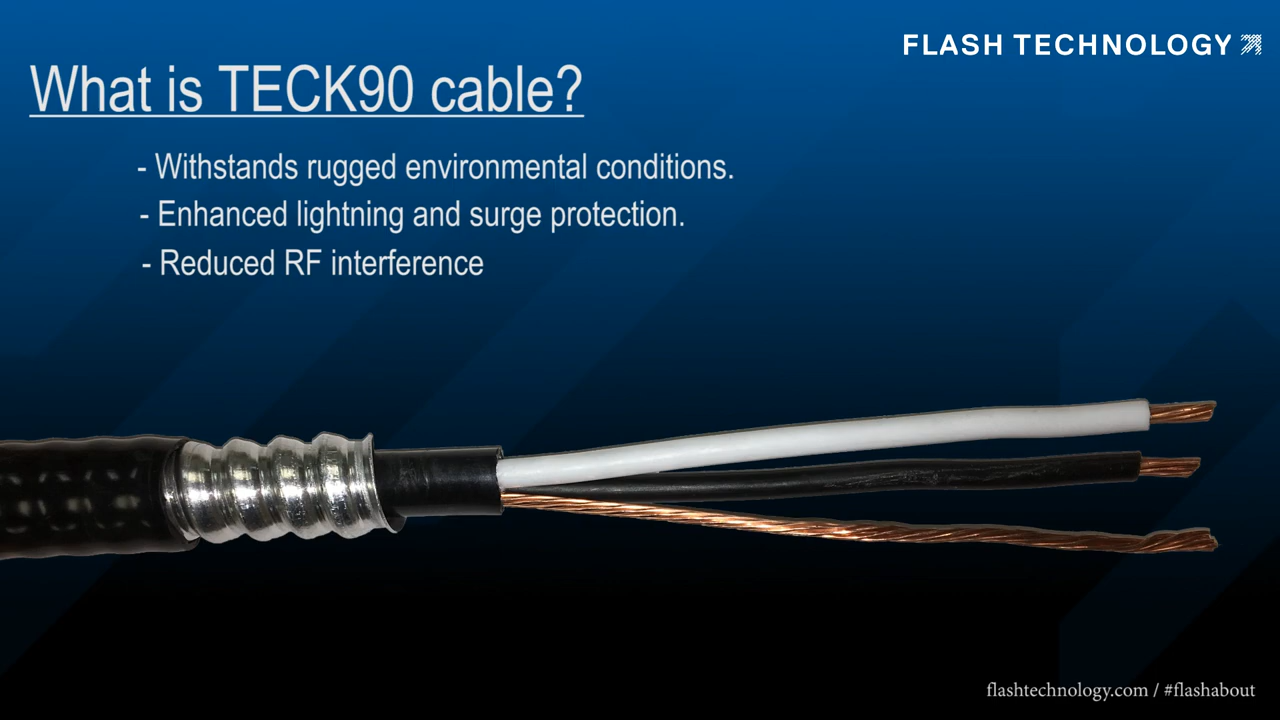 FLASH TECHNOLOGY
What is TECK90 cable?
- Withstands rugged environmental conditions.
- Enhanced lightning and surge protection.
- Reduced RF interference
flashtechnology.com / #flashabout